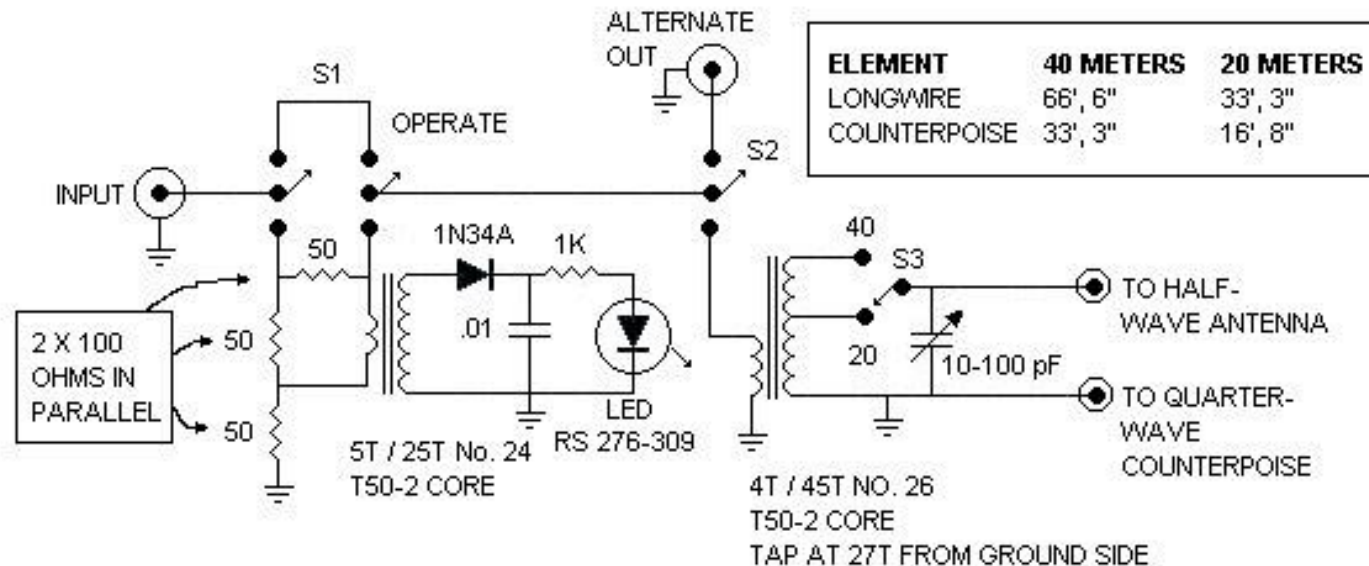 ALTERNATE
OUT
S1
OPERATE
S2
INPUT
ELEMENT 40 METERS 20 METERS
LONGWIRE 66', 6" 33', 3"
COUNTERPOISE 33', 3" 16', 8"
50
1N34A
1K
40
S3
TO HALF-
WAVE ANTENNA
2 X 100
OHMS IN
PARALLEL
50
.01
20
10-100 pF
50
LED
RS 276-309
TO QUARTER-
WAVE
COUNTERPOISE
5T / 25T No. 24
T50-2 CORE
4T / 45T NO. 26
T50-2 CORE
TAP AT 27T FROM GROUND SIDE